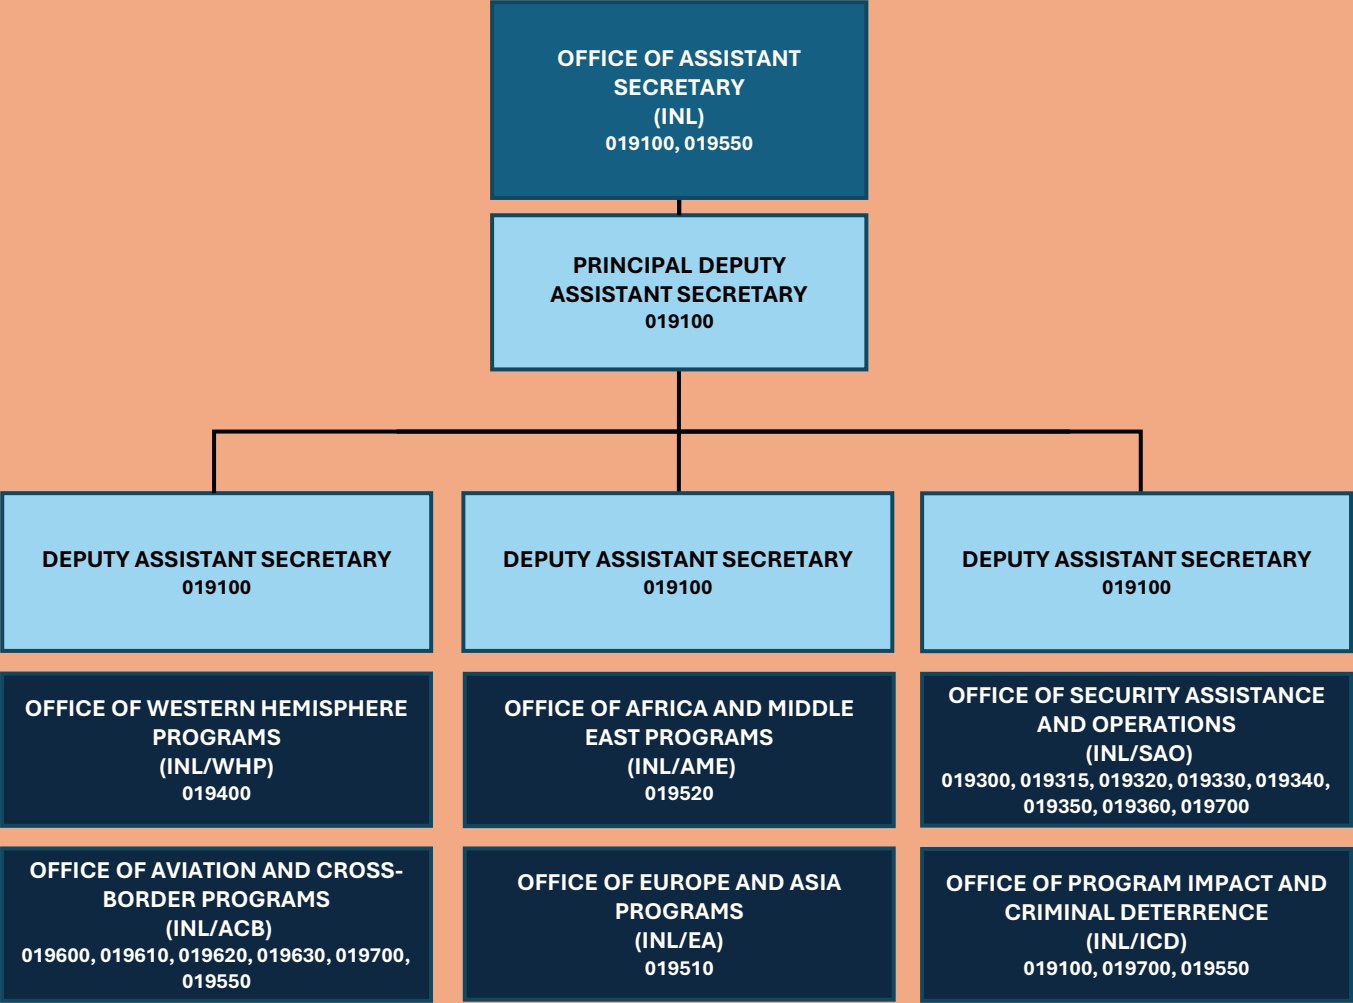 OFFICE OF ASSISTANT
SECRETARY
(INL)
019100, 019550
PRINCIPAL DEPUTY
ASSISTANT SECRETARY
019100
DEPUTY ASSISTANT SECRETARY
019100
DEPUTY ASSISTANT SECRETARY
019100
DEPUTY ASSISTANT SECRETARY
019100
OFFICE OF WESTERN HEMISPHERE
PROGRAMS
(INL/WHP)
019400
OFFICE OF AFRICA AND MIDDLE
EAST PROGRAMS
(INL/AME)
019520
OFFICE OF SECURITY ASSISTANCE
AND OPERATIONS
(INL/SAO)
019300, 019315, 019320, 019330, 019340,
019350, 019360, 019700
OFFICE OF AVIATION AND CROSS-
BORDER PROGRAMS
(INL/ACB)
019600, 019610, 019620, 019630, 019700,
019550
OFFICE OF EUROPE AND ASIA
PROGRAMS
(INL/EA)
019510
OFFICE OF PROGRAM IMPACT AND
CRIMINAL DETERRENCE
(INL/ICD)
019100, 019700, 019550